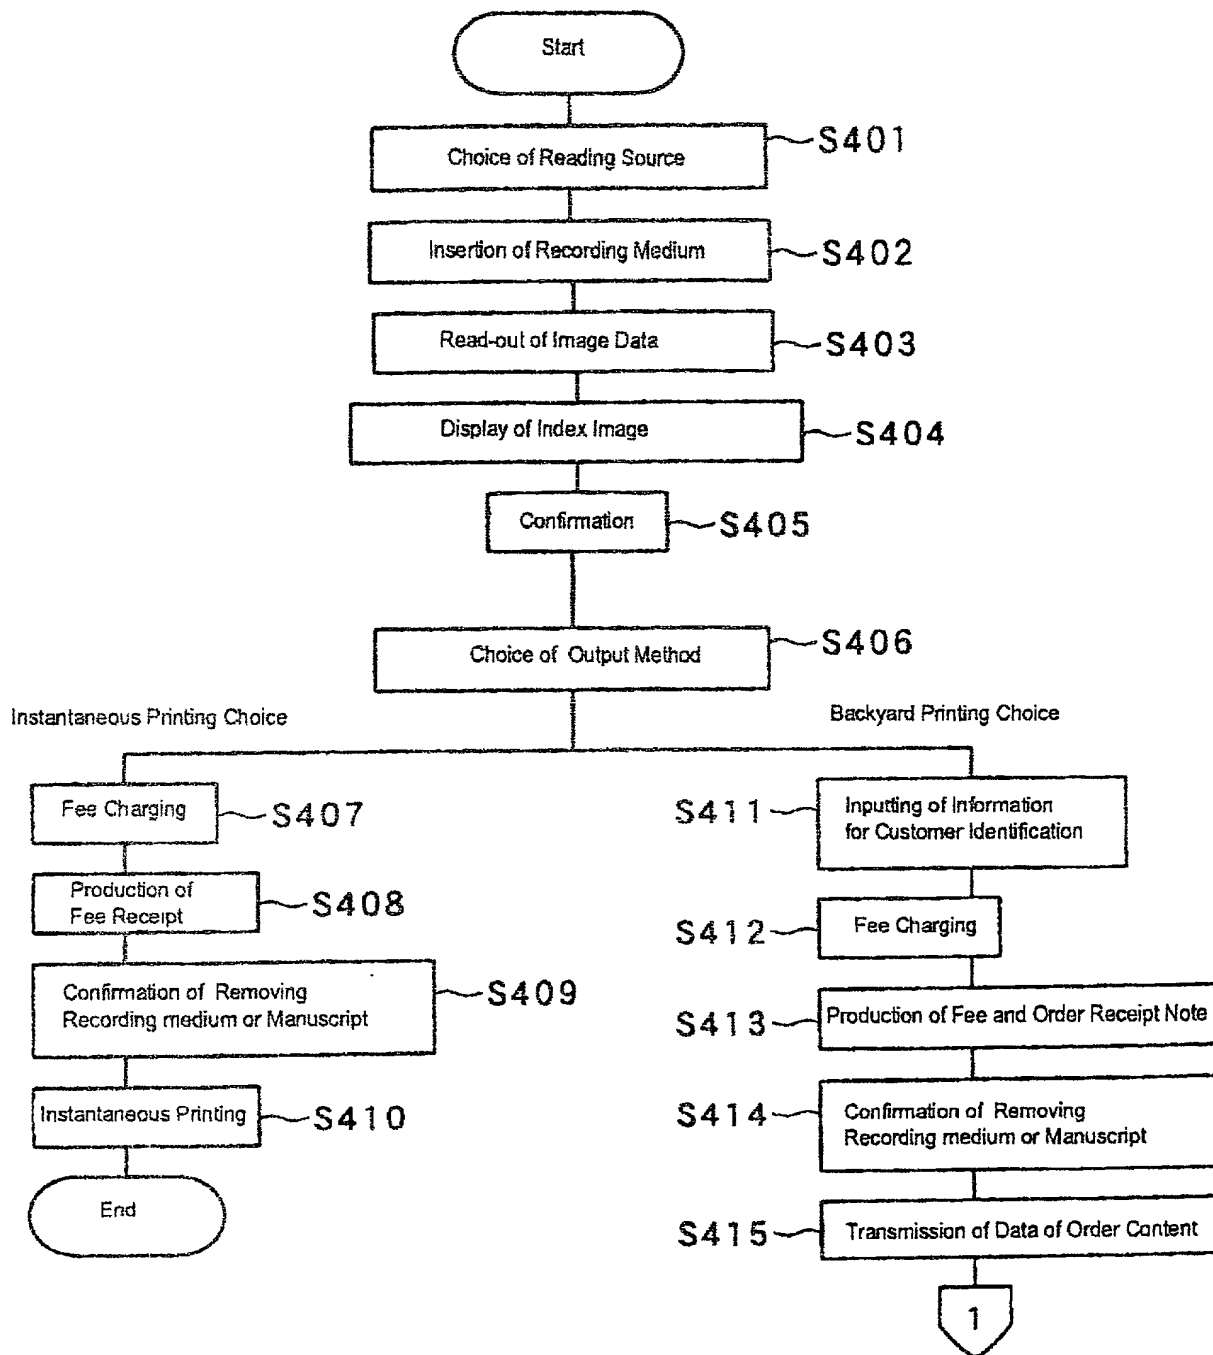 Start
Choice of Reading Source
S401
Insertion of Recording Medium
S402
Read-out of Image Data
S403
Display of Index Image
S404
Confirmation
S405
Choice of Output Method
S406
Instantaneous Printing Choice
Fee Charging
S407
Production of
Fee Receipt
S408
Confirmation of Removing
Recording medium or Manuscript
S409
Instantaneous Printing
S410
End
Backyard Printing Choice
S411
Inputting of Information
for Customer Identification
S412
Fee Charging
S413
Production of Fee and Order Receipt Note
S414
Confirmation of Removing
Recording medium or Manuscript
S415
Transmission of Data of Order Content
1